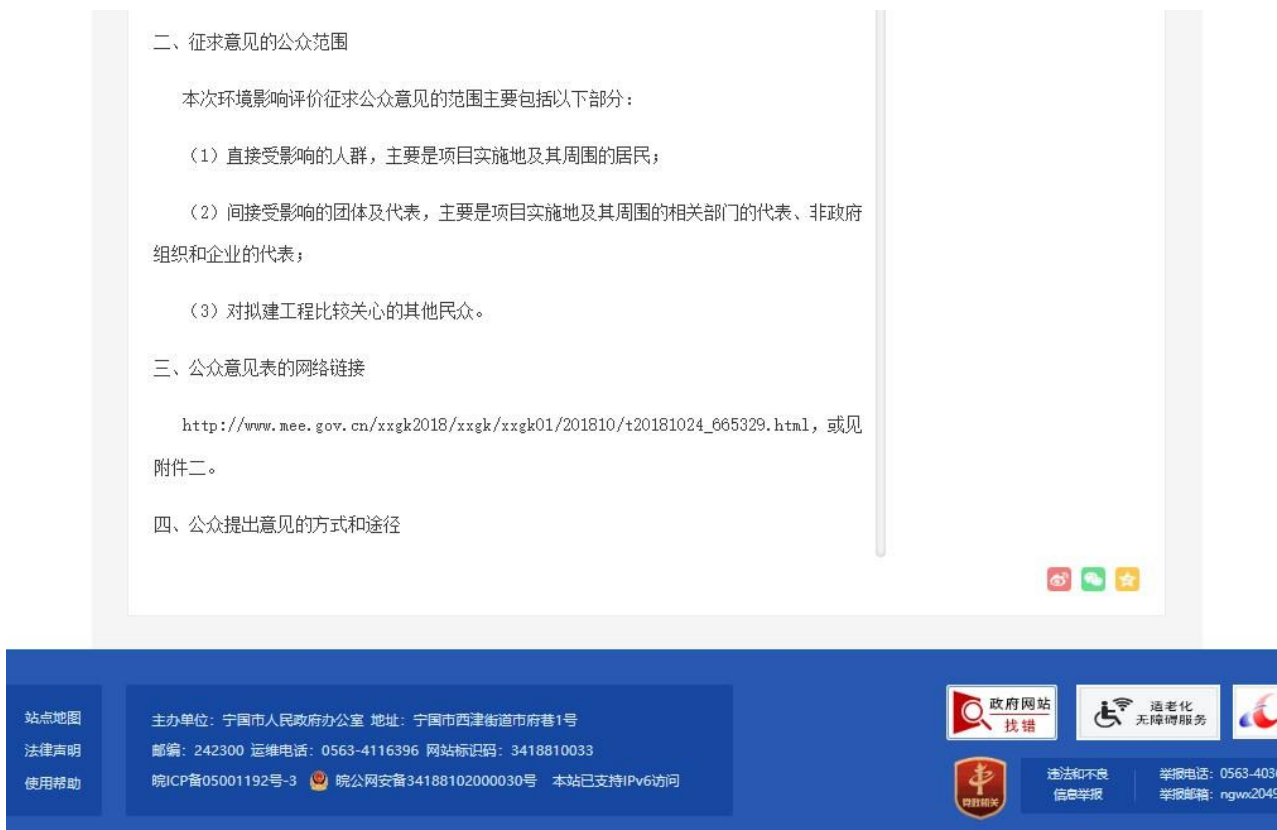 二、征求意见的公众范围
本次环境影响评价征求公众意见的范围主要包括以下部分：
（1）直接受影响的人群，主要是项目实施地及其周围的居民；
（2）间接受影响的团体及代表，主要是项目实施地及其周围的相关部门的代表、非政府
组织和企业的代表；
（3）对拟建工程比较关心的其他民众。
三、公众意见表的网络链接
http://www.mee.gov.cn/xxgk2018/xxgk/xxgk01/201810/t20181024_665329.html，或见
附件二。
四、公众提出意见的方式和途径
站点地图
法律声明
使用帮助
主办单位：宁国市人民政府办公室 地址：宁国市西津街道市府巷1号
邮编：242300 运维电话：0563-4116396 网站标识码：3418810033
皖ICP备05001192号-3 皖公网安备34188102000030号 本站已支持IPv6访问
政府网站
找错
适老化
无障碍服务
党政机关
违法和不良
信息举报
举报电话：0563-403
举报邮箱：ngwx2049